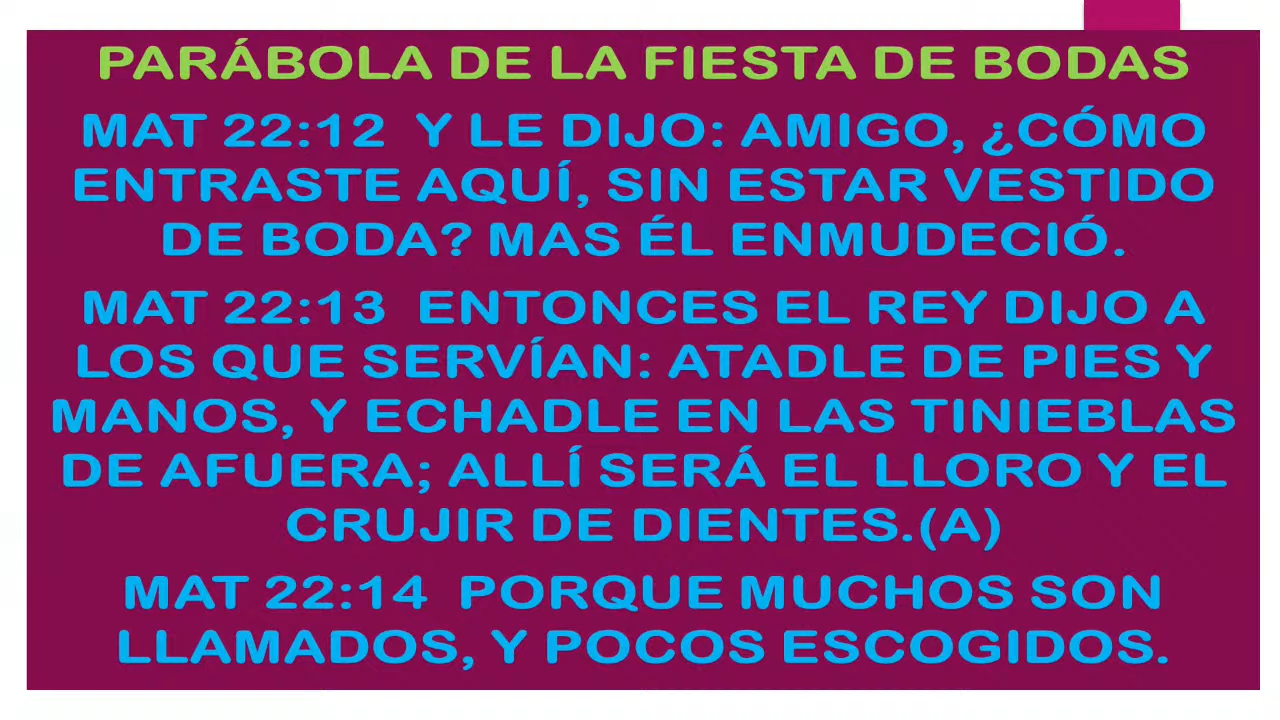 PARÁBOLA DE LA FIESTA DE BODAS
MAT 22:12 Y LE DIJO: AMIGO, ¿CÓMO
ENTRASTE AQUÍ, SIN ESTAR VESTIDO
DE BODA? MAS ÉL ENMUDECIÓ.
MAT 22:13 ENTONCES EL REY DIJO A
LOS QUE SERVÍAN: ATADLE DE PIES Y
MANOS, Y ECHADLE EN LAS TINIEBLAS
DE AFUERA; ALLÍ SERÁ EL LLORO Y EL
CRUJIR DE DIENTES.(A)
MAT 22:14 PORQUE MUCHOS SON
LLAMADOS, Y POCOS ESCOGIDOS.